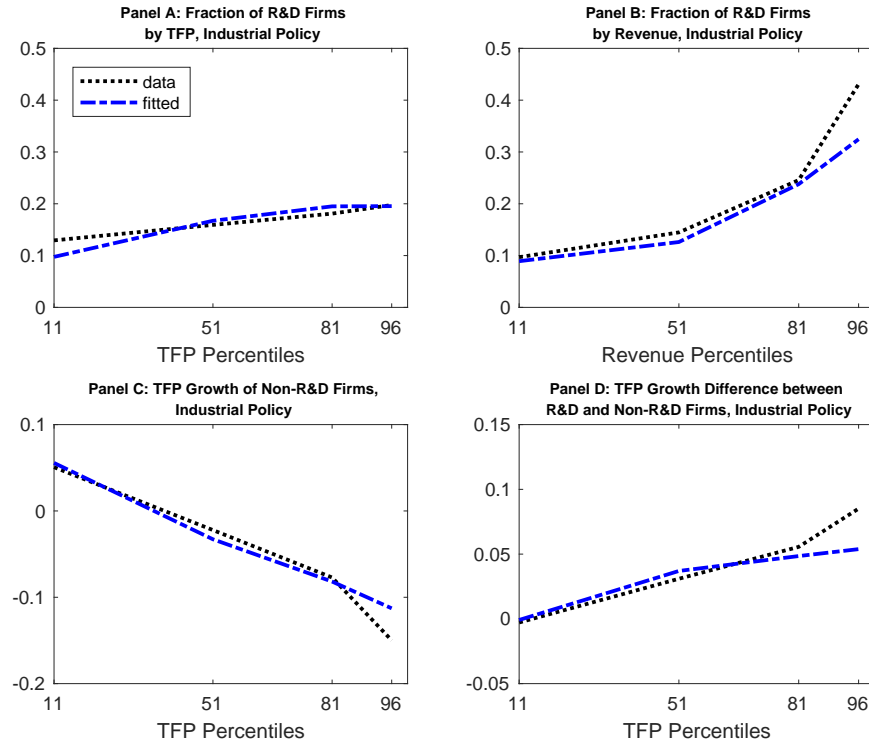 Panel A: Fraction of R&D Firms
by TFP, Industrial Policy
0.5
0.4
0.3
0.2
0.1
0
data
fitted
11
51
81
96
TFP Percentiles
Panel B: Fraction of R&D Firms
by Revenue, Industrial Policy
0.5
0.4
0.3
0.2
0.1
0
11
51
81
96
Revenue Percentiles
Panel C: TFP Growth of Non-R&D Firms,
Industrial Policy
0.1
0
-0.1
-0.2
11
51
81
96
TFP Percentiles
Panel D: TFP Growth Difference between
R&D and Non-R&D Firms, Industrial Policy
0.15
0.1
0.05
0
-0.05
11
51
81
96
TFP Percentiles